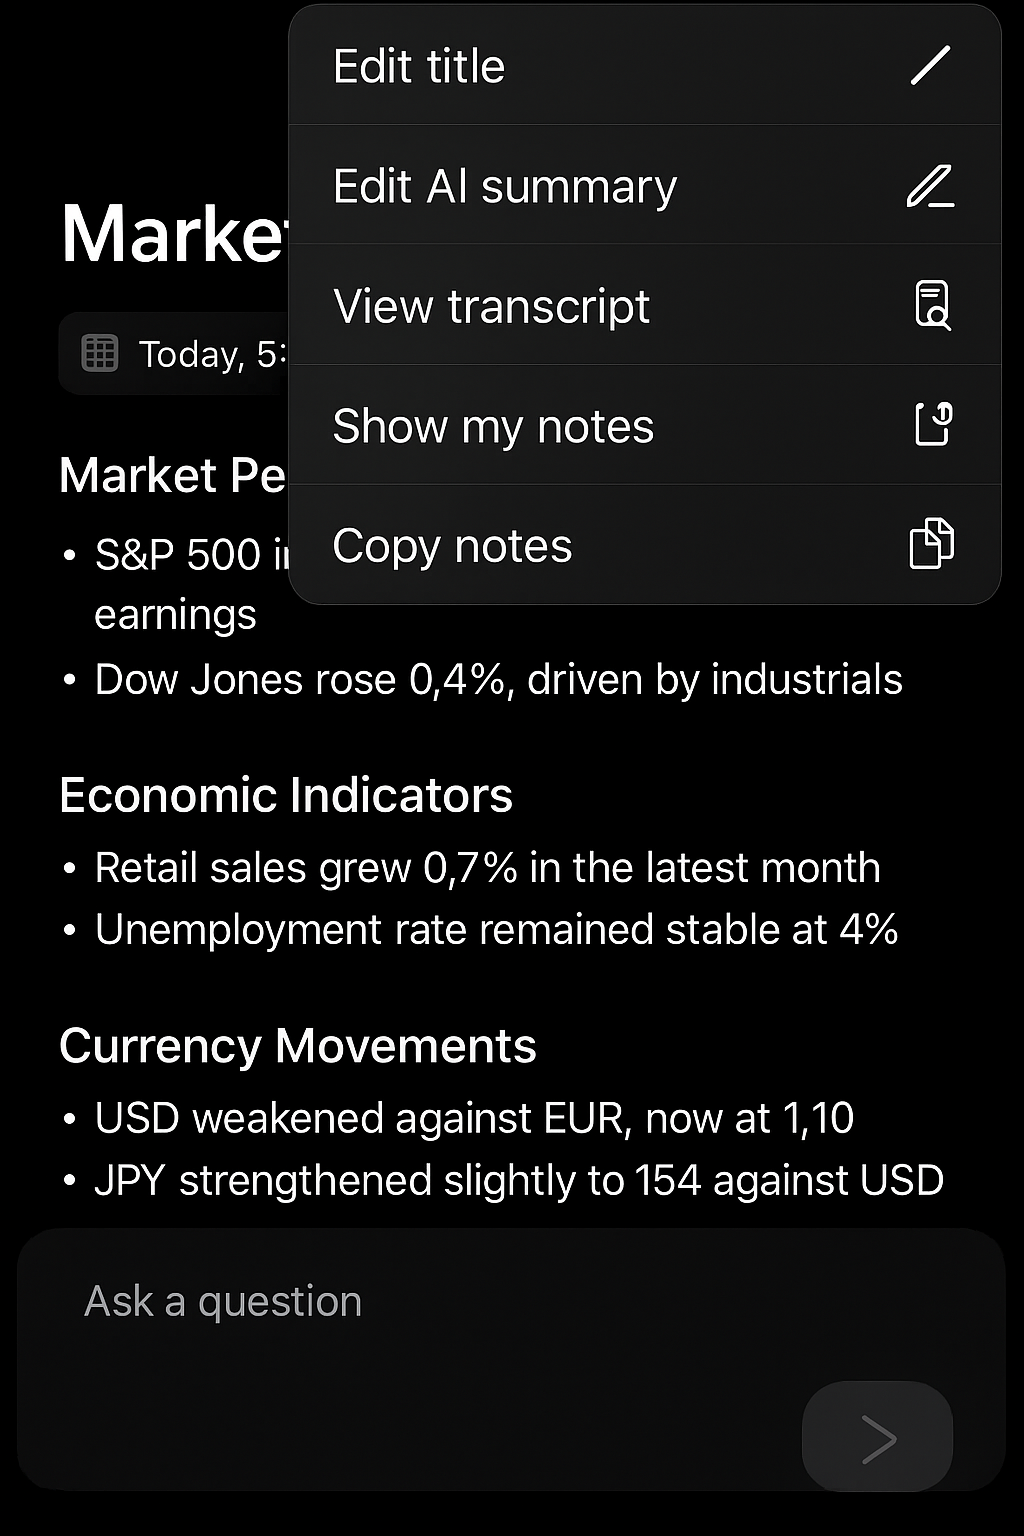 Edit title
Edit AI summary
View transcript
Show my notes
Copy notes
Today, 5:
Market
S&P 500
earnings
• Dow Jones rose 0,4%, driven by industrials
Economic Indicators
• Retail sales grew 0,7% in the latest month
• Unemployment rate remained stable at 4%
Currency Movements
• USD weakened against EUR, now at 1,10
• JPY strengthened slightly to 154 against USD
Ask a question